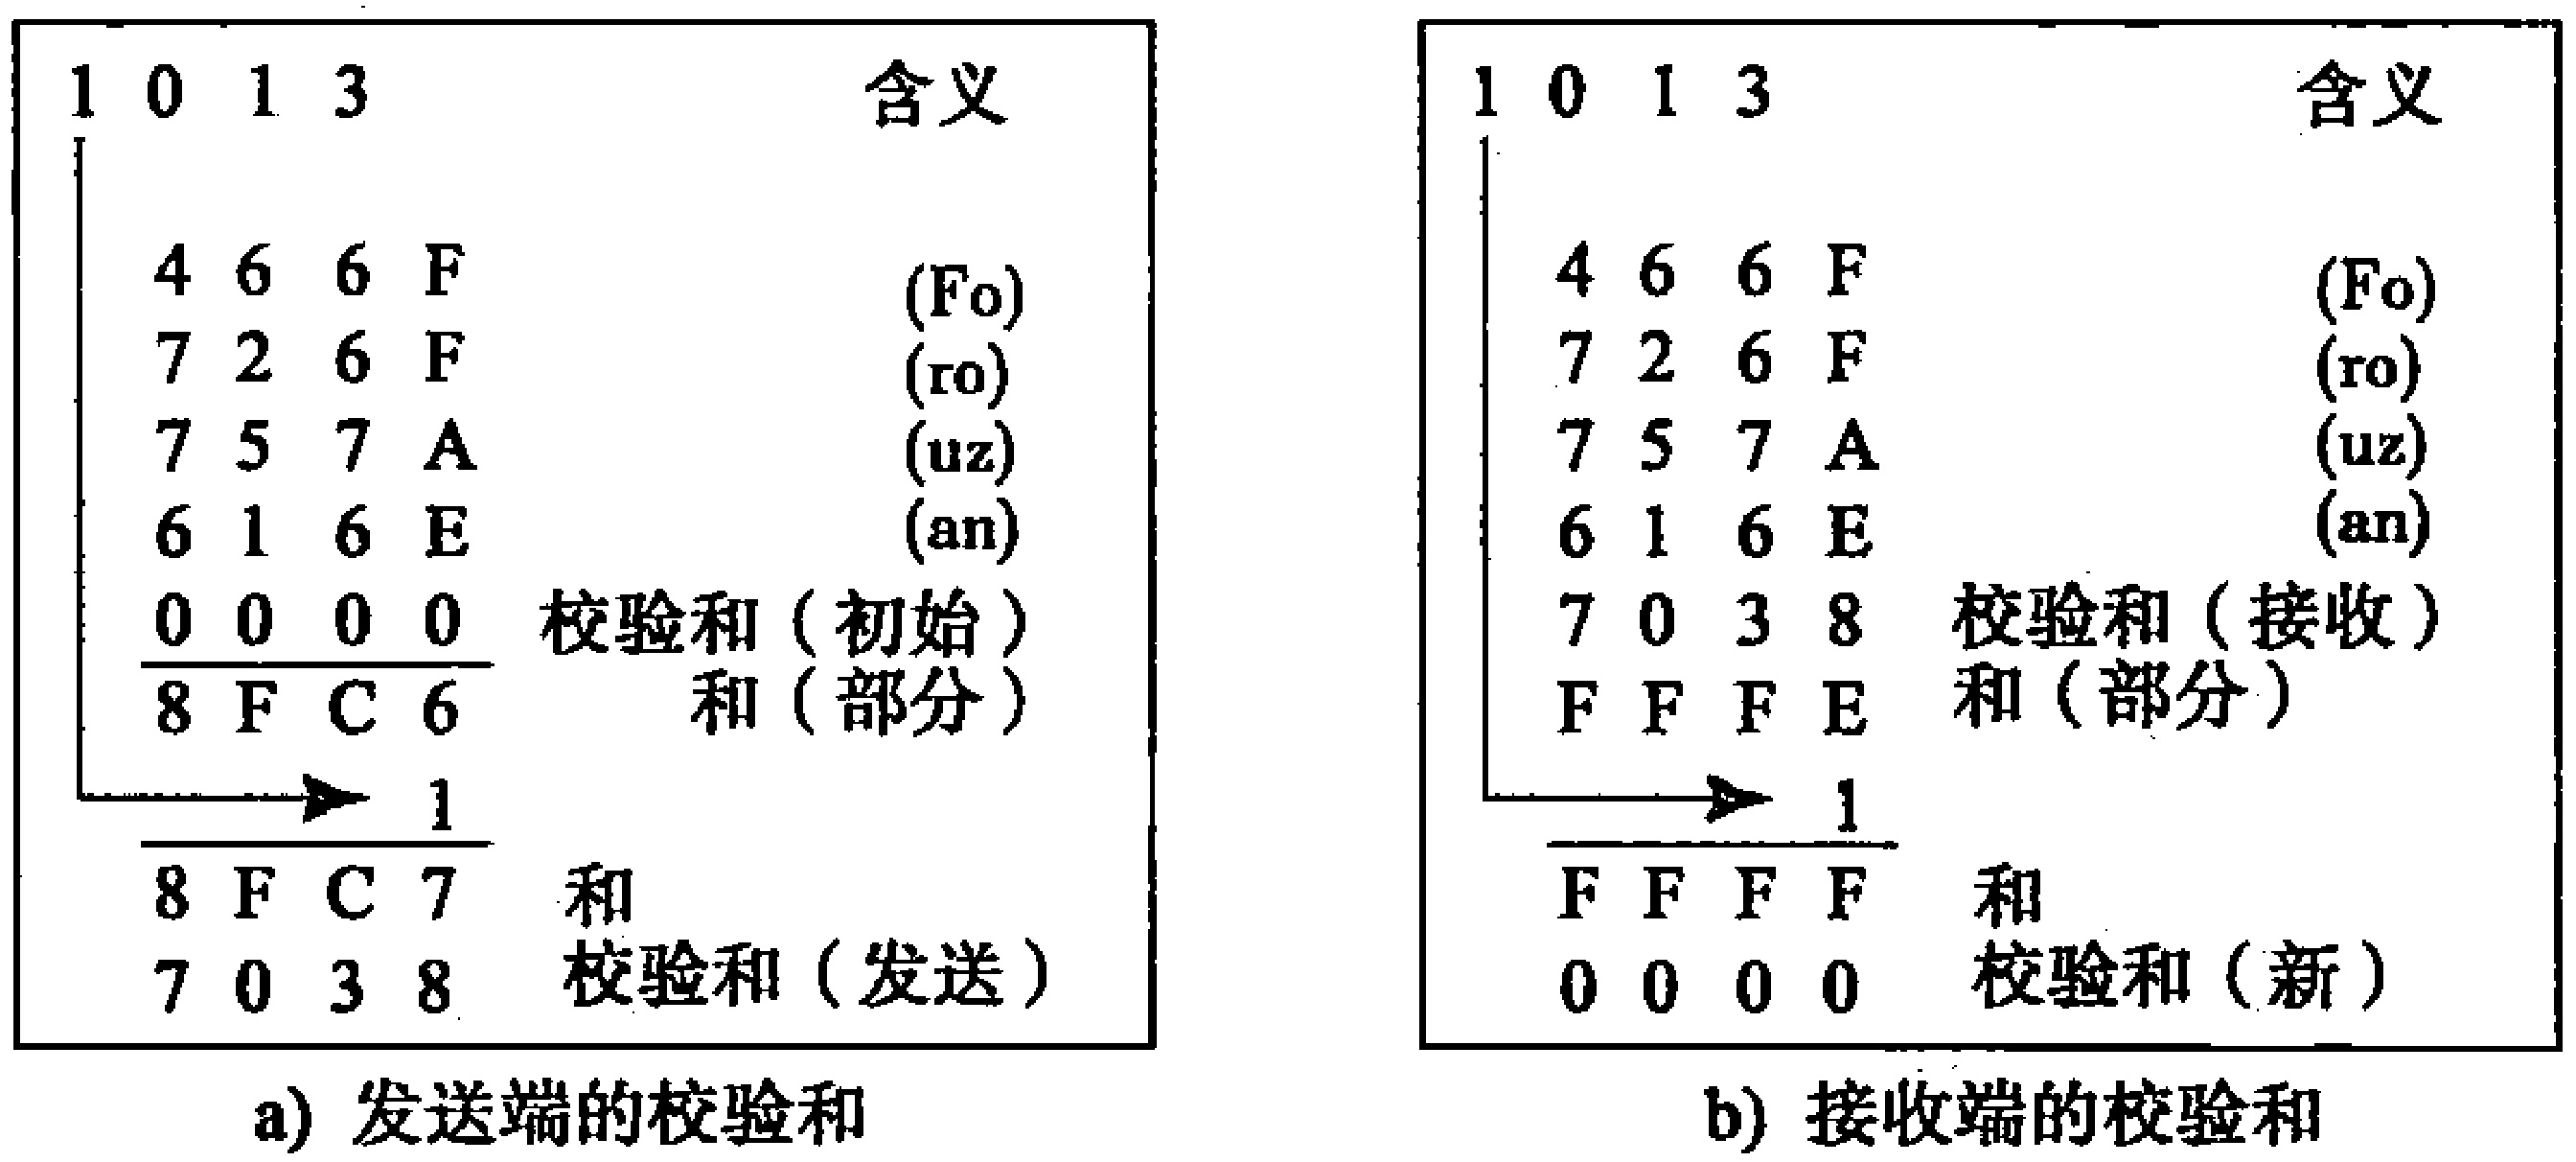 1 0 1 3 含义
4 6 6 F (Fo)
7 2 6 F (ro)
7 5 7 A (uz)
6 1 6 E (an)
0 0 0 0 校验和(初始)
8 F C 6 和(部分)
1
8 F C 7 和
7 0 3 8 校验和(发送)
a) 发送端的校验和
1 0 1 3 含义
4 6 6 F (Fo)
7 2 6 F (ro)
7 5 7 A (uz)
6 1 6 E (an)
7 0 3 8 校验和(接收)
F F F E 和(部分)
1
F F F F 和
0 0 0 0 校验和(新)
b) 接收端的校验和